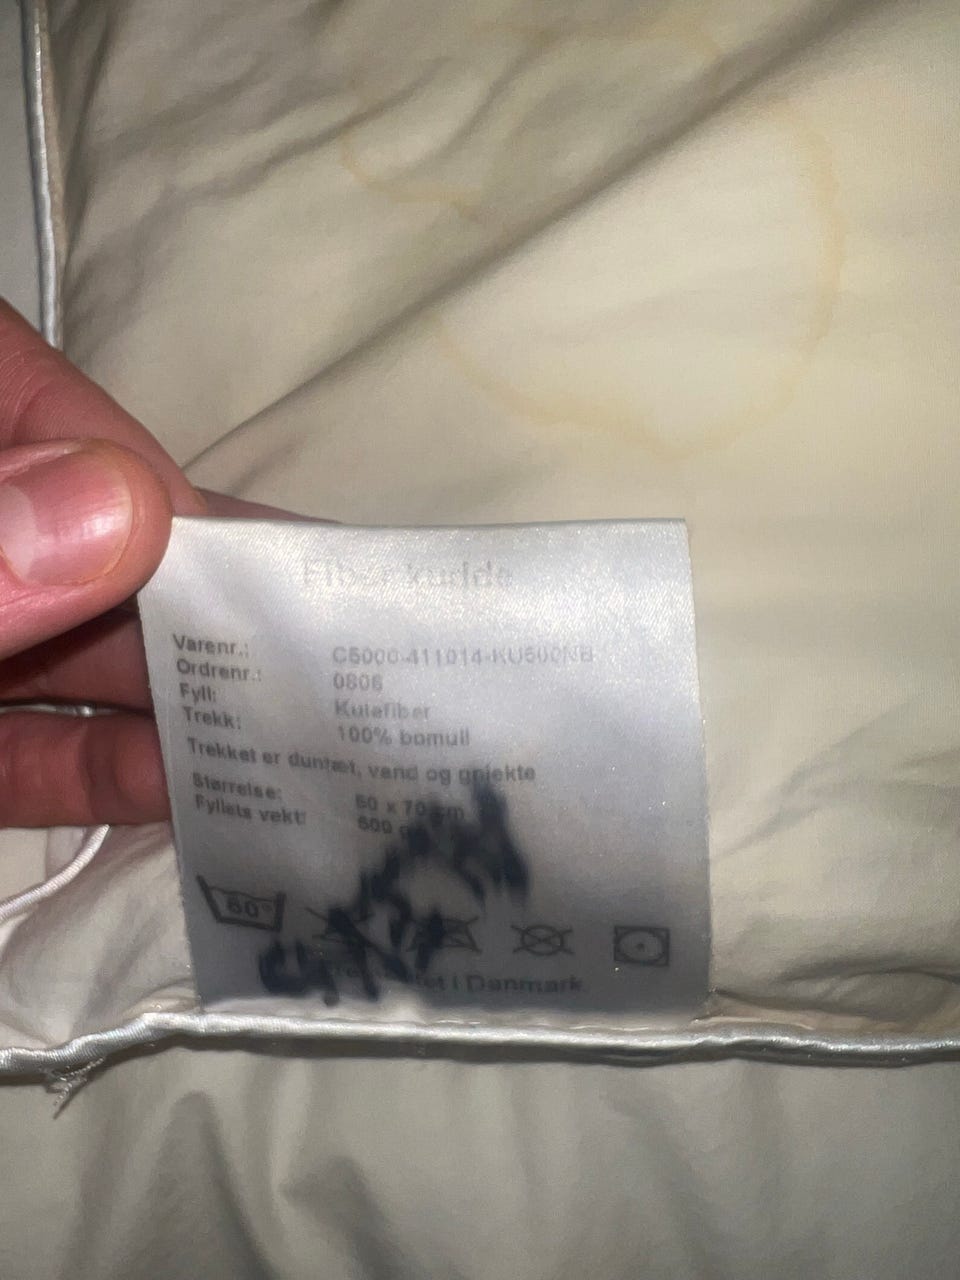 Fiber kudde
Varenr.: C5000-411014-KU500NB
Ordrenr.: 0806
Fyll: Kulefiber
Trekk: 100% bomull
Trekket er duntæt, vand og
Størrelse: 50 x 70 cm
Fyllets vekt: 500 g
60°
i Danmark